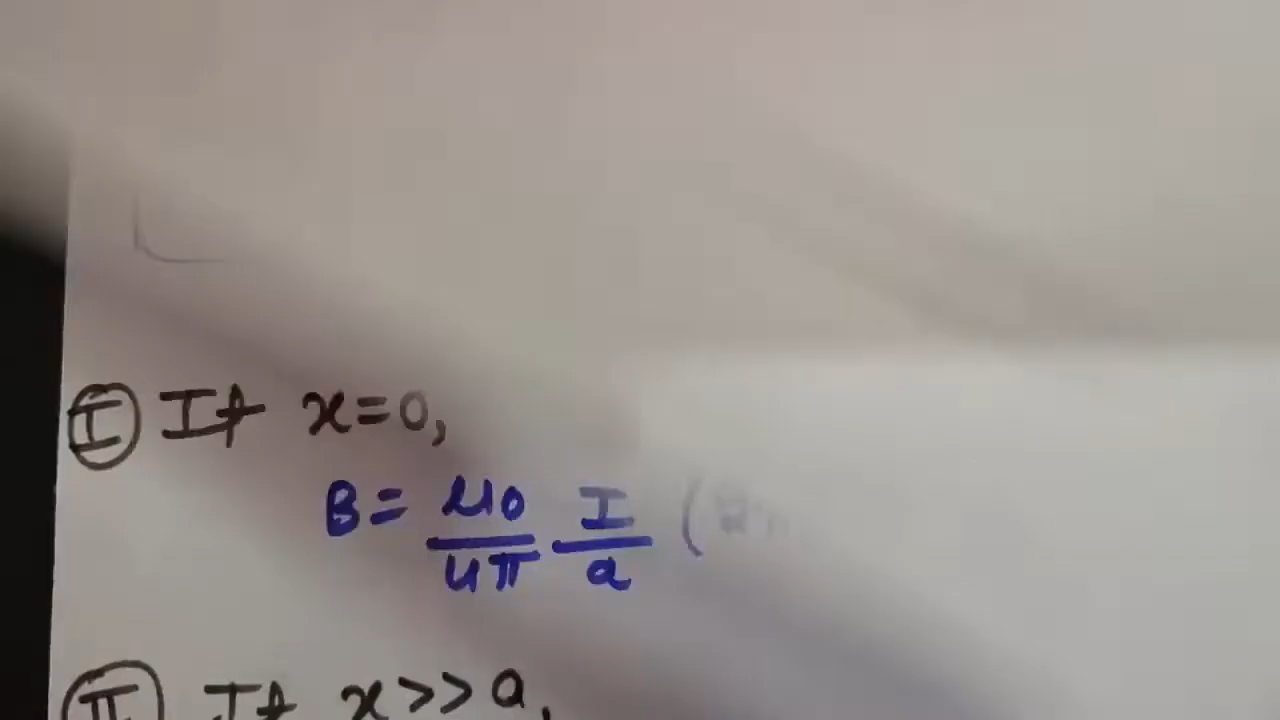 I If x=0,
B= μ0/4π I/a (
II If x>>a,